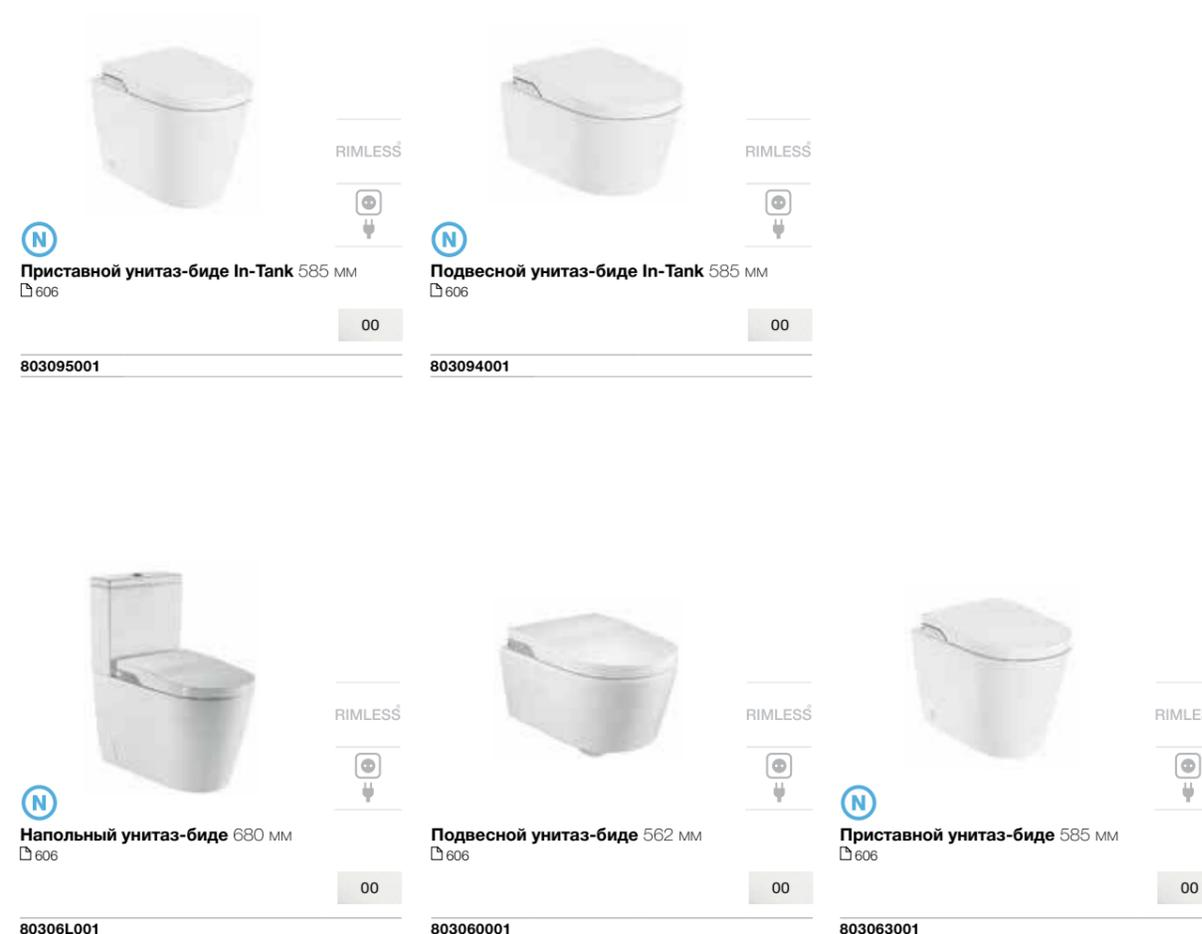 RIMLESS®
RIMLESS®
N
N
Приставной унитаз-биде In-Tank 585 мм
606
Подвесной унитаз-биде In-Tank 585 мм
606
00
00
803095001
803094001
RIMLESS®
RIMLESS®
RIMLE
N
N
Напольный унитаз-биде 680 мм
606
Подвесной унитаз-биде 562 мм
606
Приставной унитаз-биде 585 мм
606
00
00
00
80306L001
803060001
803063001